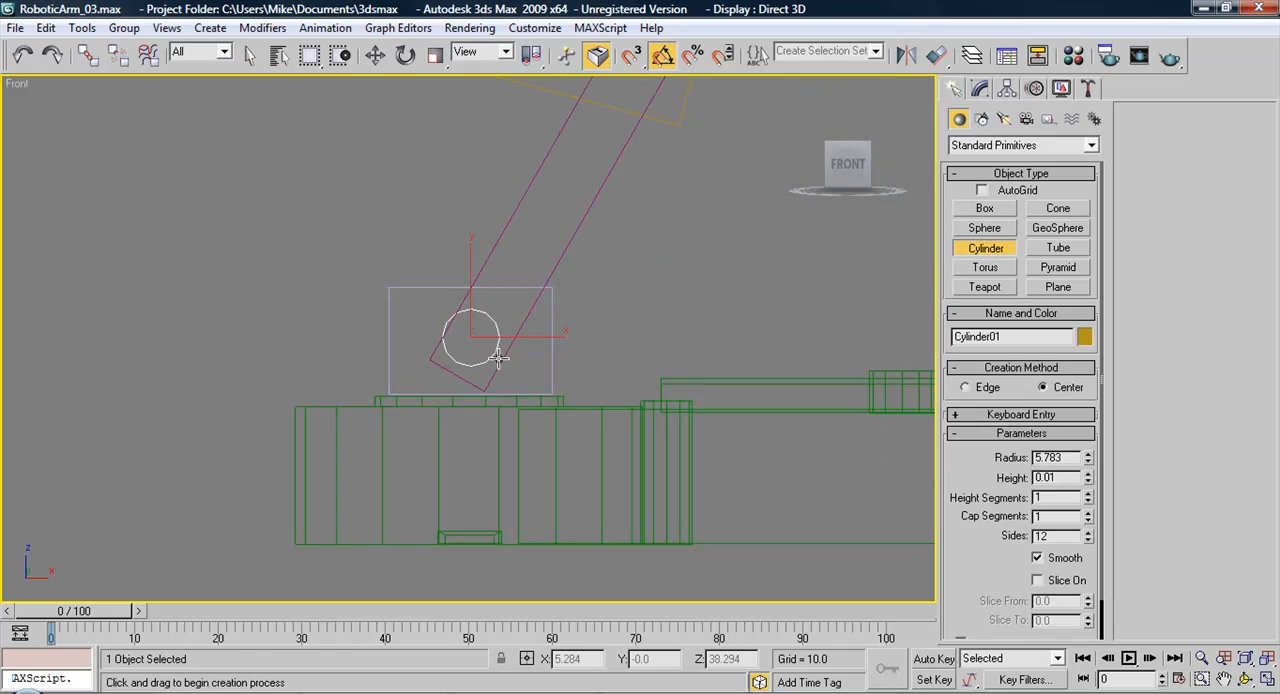 RoboticArm_03.max - Project Folder: C:\Users\Mike\Documents\3dsmax - Autodesk 3ds Max 2009 x64 - Unregistered Version - Display : Direct 3D
File Edit Tools Group Views Create Modifiers Animation Graph Editors Rendering Customize MAXScript Help
All View Create Selection Set
Front
FRONT
y
x
z
x
Standard Primitives
- Object Type
AutoGrid
Box Cone
Sphere GeoSphere
Cylinder Tube
Torus Pyramid
Teapot Plane
- Name and Color
Cylinder01
- Creation Method
Edge Center
+ Keyboard Entry
- Parameters
Radius: 5.783
Height: 0.01
Height Segments: 1
Cap Segments: 1
Sides: 12
Smooth
Slice On
Slice From: 0.0
Slice To: 0.0
< 0 / 100 >
0 10 20 30 40 50 60 70 80 90 100
1 Object Selected X: 5.284 Y: -0.0 Z: 38.294 Grid = 10.0 Auto Key Selected
AXScript. Click and drag to begin creation process Add Time Tag Set Key Key Filters... 0